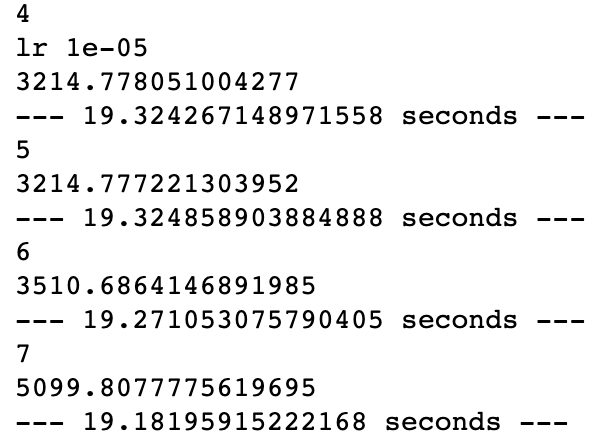 4
lr 1e-05
3214.778051004277
--- 19.324267148971558 seconds ---
5
3214.777221303952
--- 19.324858903884888 seconds ---
6
3510.6864146891985
--- 19.271053075790405 seconds ---
7
5099.8077775619695
--- 19.18195915222168 seconds ---